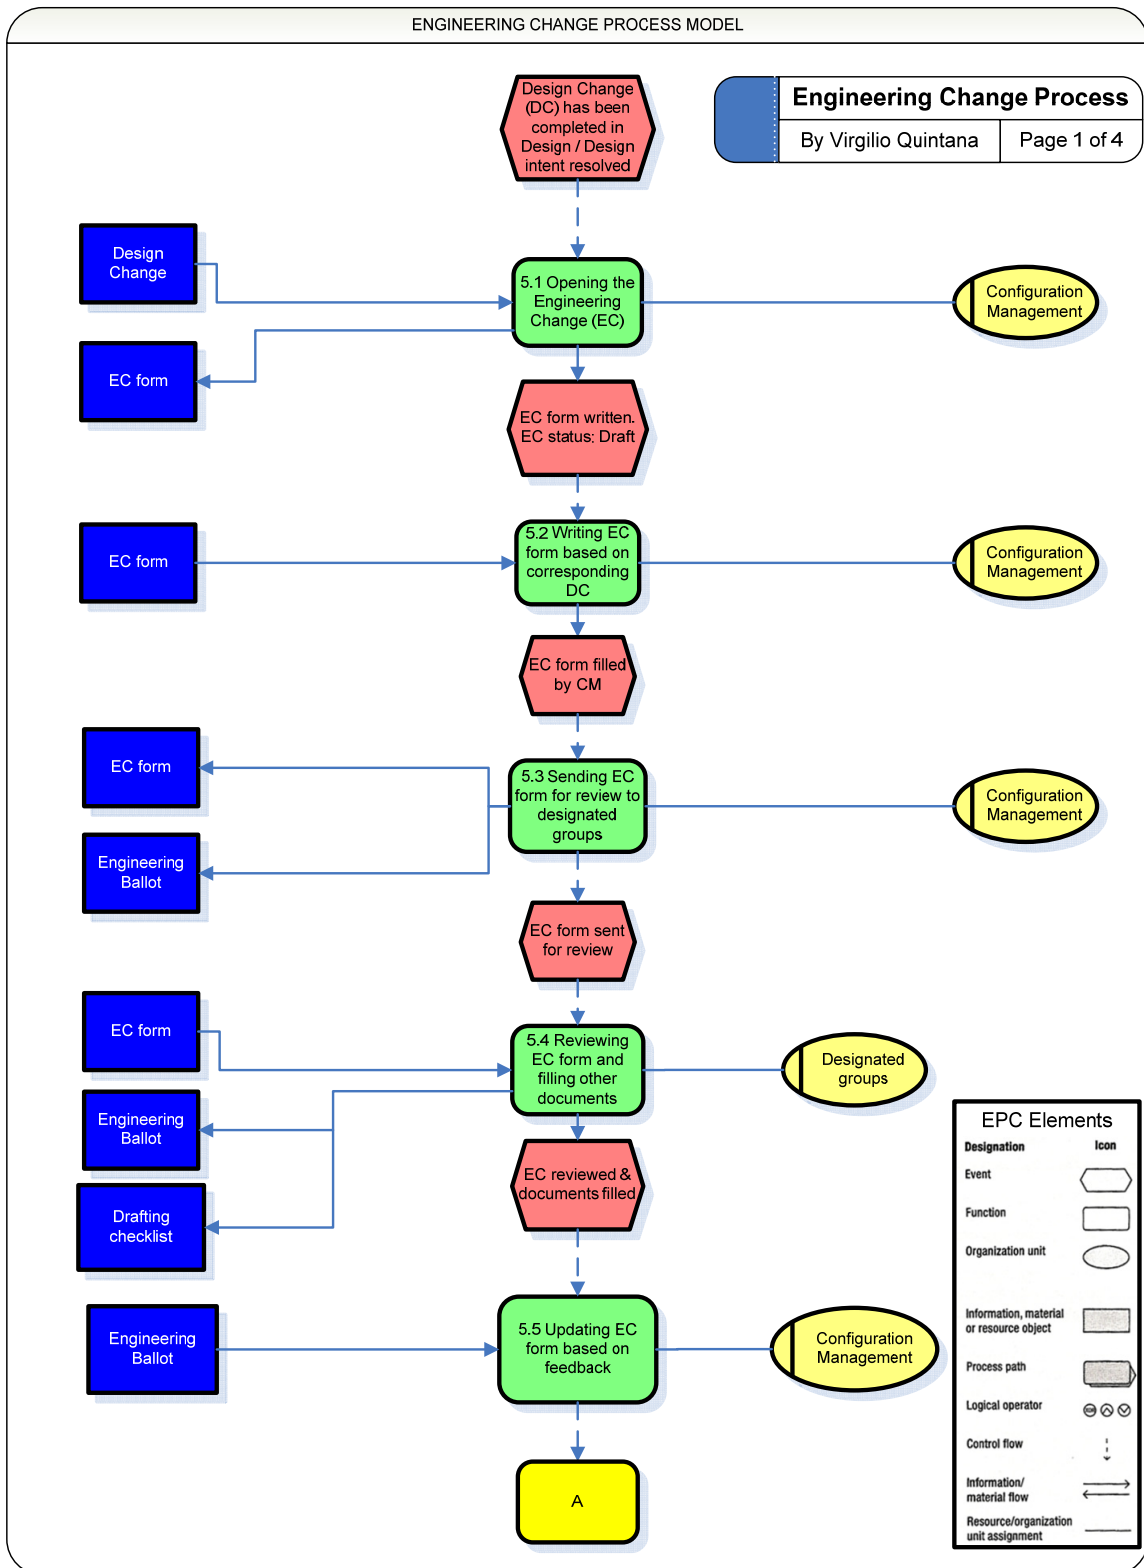 ENGINEERING CHANGE PROCESS MODEL
Engineering Change Process
By Virgilio Quintana
Page 1 of 4
Design Change
(DC) has been
completed in
Design / Design
intent resolved
Design
Change
5.1 Opening the
Engineering
Change (EC)
Configuration
Management
EC form
EC form written.
EC status: Draft
EC form
5.2 Writing EC
form based on
corresponding
DC
Configuration
Management
EC form filled
by CM
EC form
5.3 Sending EC
form for review to
designated
groups
Configuration
Management
Engineering
Ballot
EC form sent
for review
EC form
5.4 Reviewing
EC form and
filling other
documents
Designated
groups
Engineering
Ballot
EC reviewed &
documents filled
Drafting
checklist
Engineering
Ballot
5.5 Updating EC
form based on
feedback
Configuration
Management
A
EPC Elements
Designation Icon
Event
Function
Organization unit
Information, material
or resource object
Process path
Logical operator
Control flow
Information/
material flow
Resource/organization
unit assignment